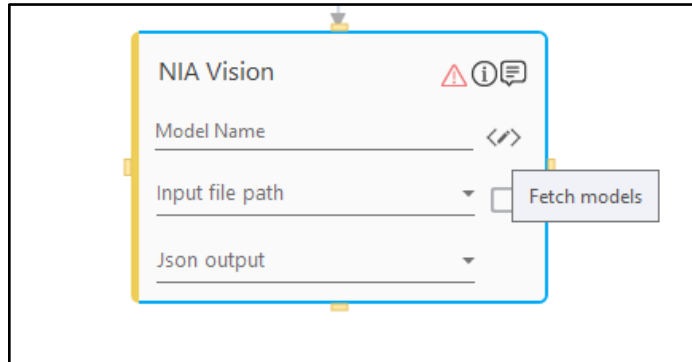 NIA Vision
Model Name
Input file path
Fetch models
Json output